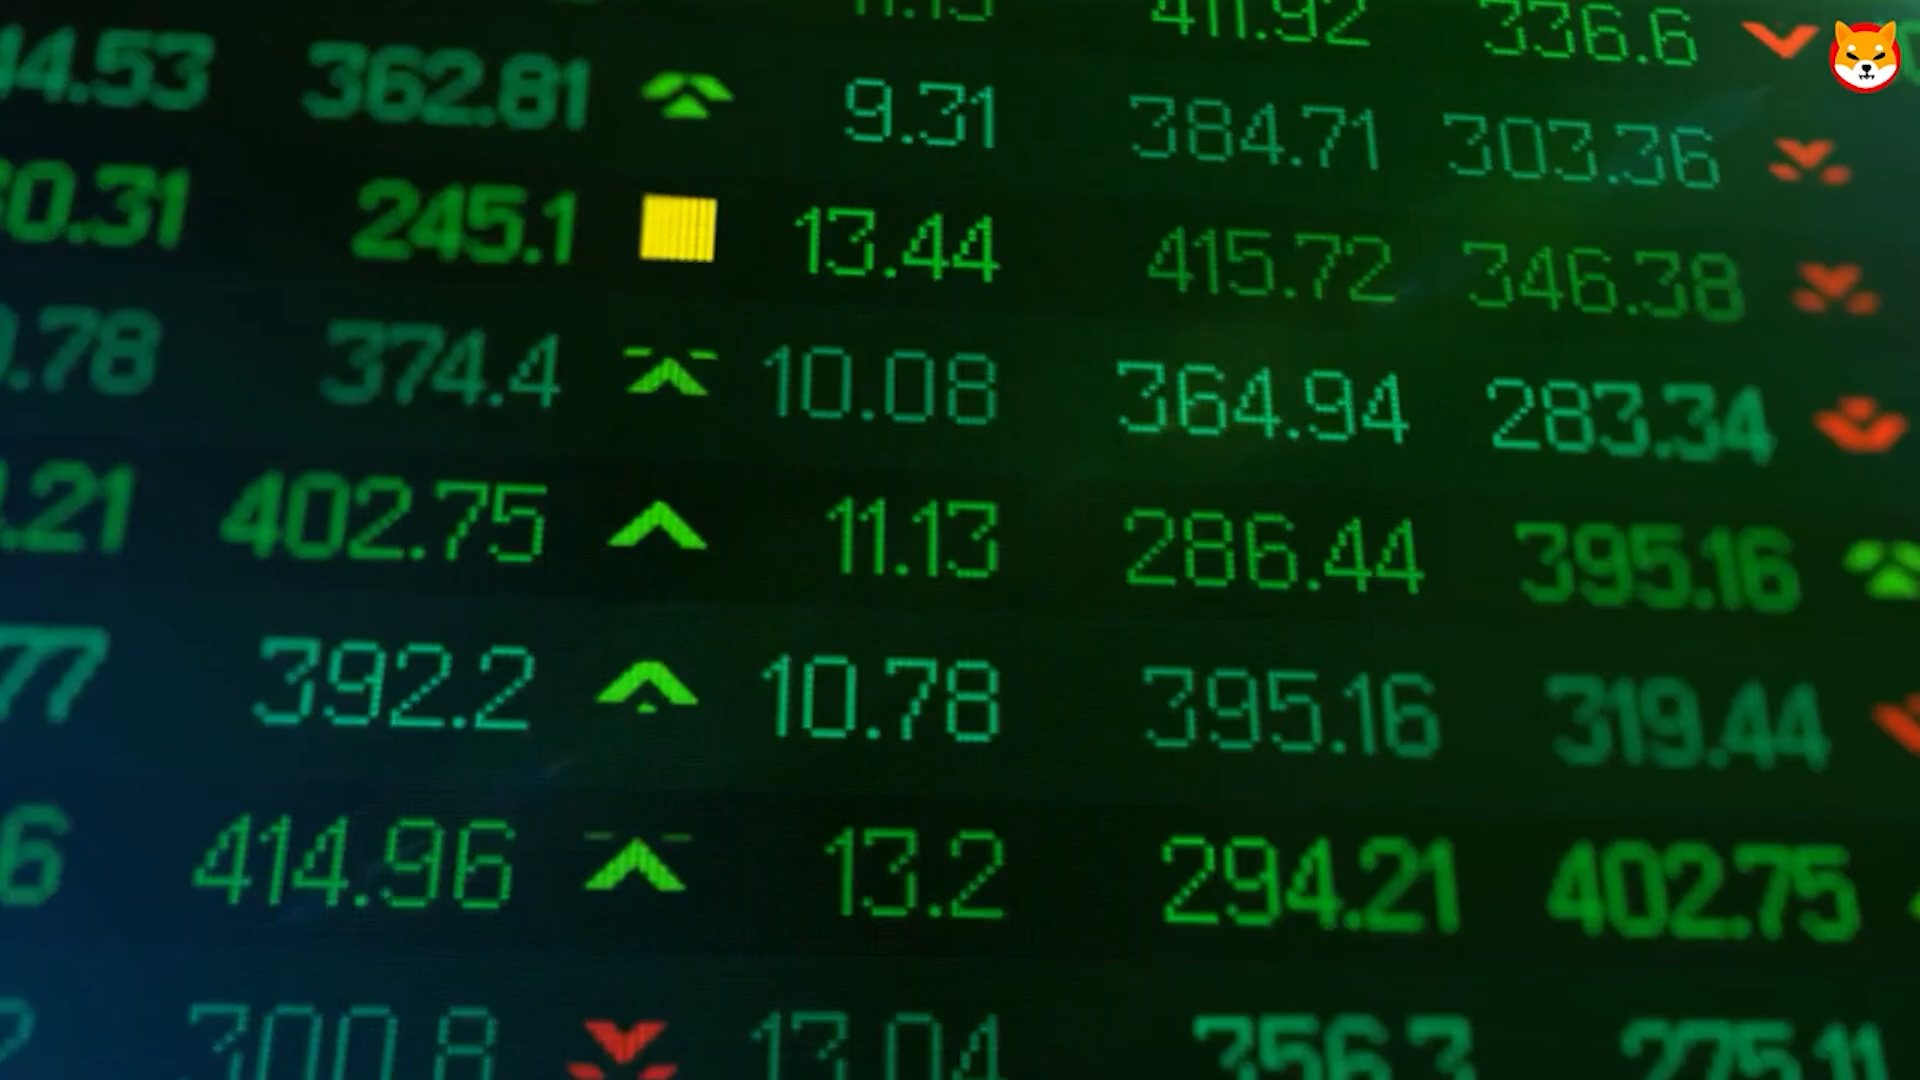 411.92 336.6
44.53 362.81 9.31 384.71 303.36
0.31 245.1 13.44 415.72 346.38
.78 374.4 10.08 364.94 283.34
.21 402.75 11.13 286.44 395.16
77 392.2 10.78 395.16 319.44
6 414.96 13.2 294.21 402.75
300.8 13.04 356.3 275.11